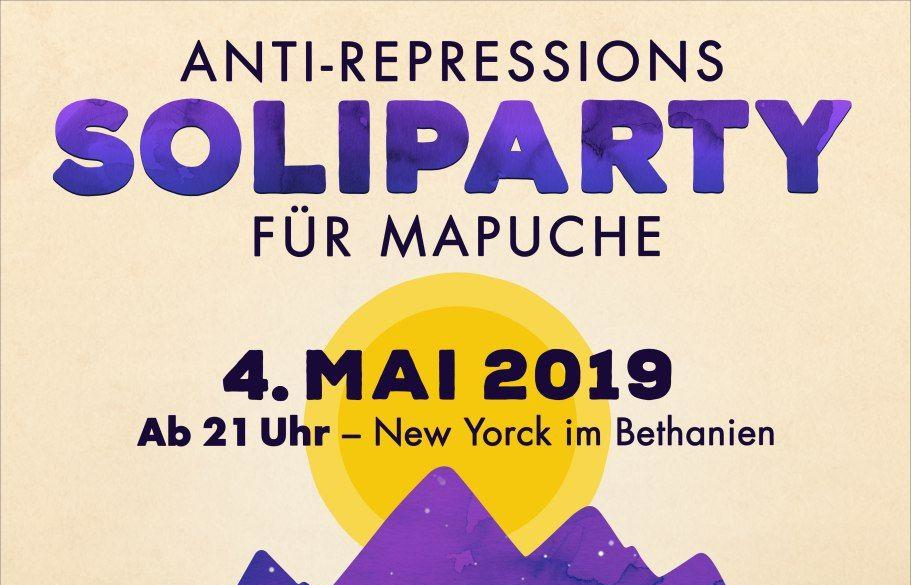 ANTI-REPRESSIONS
SOLIPARTY
FÜR MAPUCHE
4. MAI 2019
Ab 21 Uhr – New Yorck im Bethanien